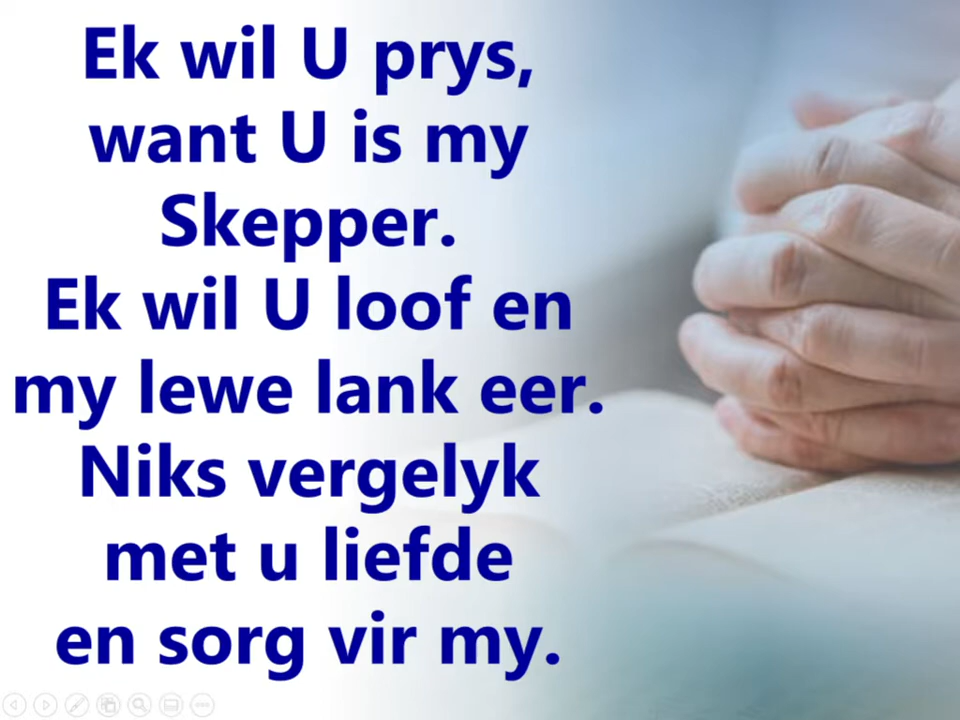 Ek wil U prys,
want U is my
Skepper.
Ek wil U loof en
my lewe lank eer.
Niks vergelyk
met u liefde
en sorg vir my.